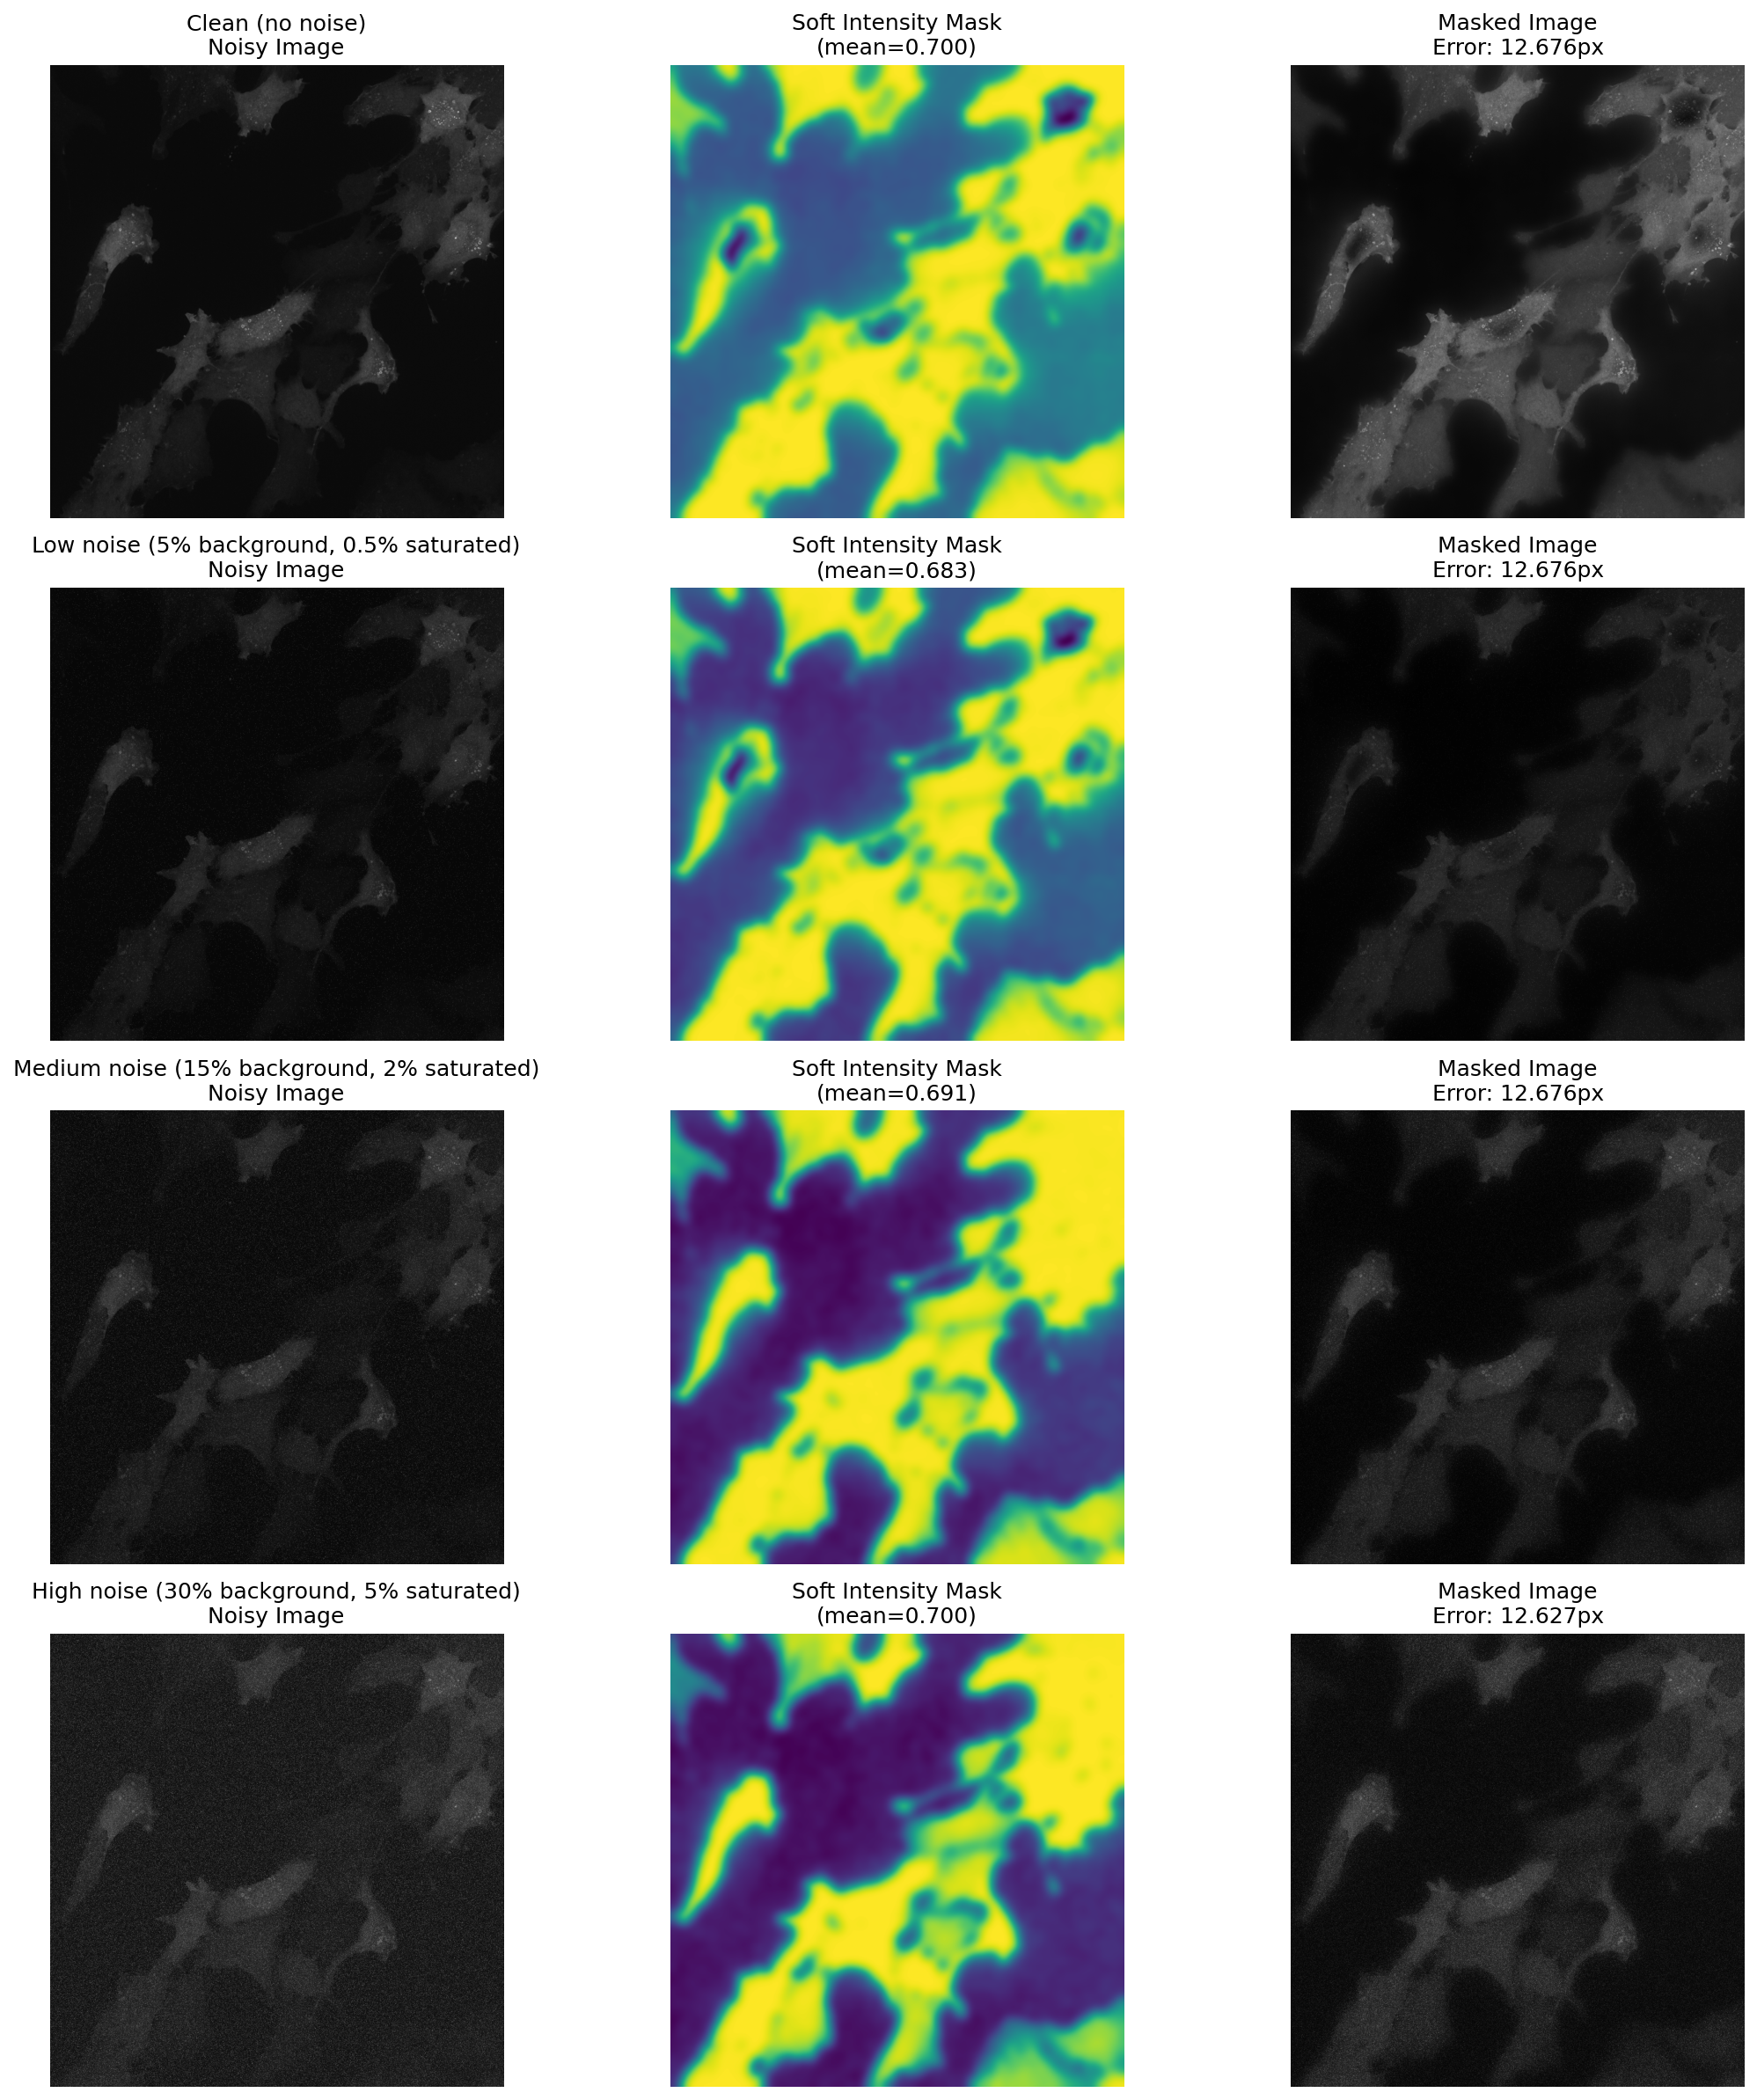 Clean (no noise)
Noisy Image
Soft Intensity Mask
(mean=0.700)
Masked Image
Error: 12.676px
Low noise (5% background, 0.5% saturated)
Noisy Image
Soft Intensity Mask
(mean=0.683)
Masked Image
Error: 12.676px
Medium noise (15% background, 2% saturated)
Noisy Image
Soft Intensity Mask
(mean=0.691)
Masked Image
Error: 12.676px
High noise (30% background, 5% saturated)
Noisy Image
Soft Intensity Mask
(mean=0.700)
Masked Image
Error: 12.627px